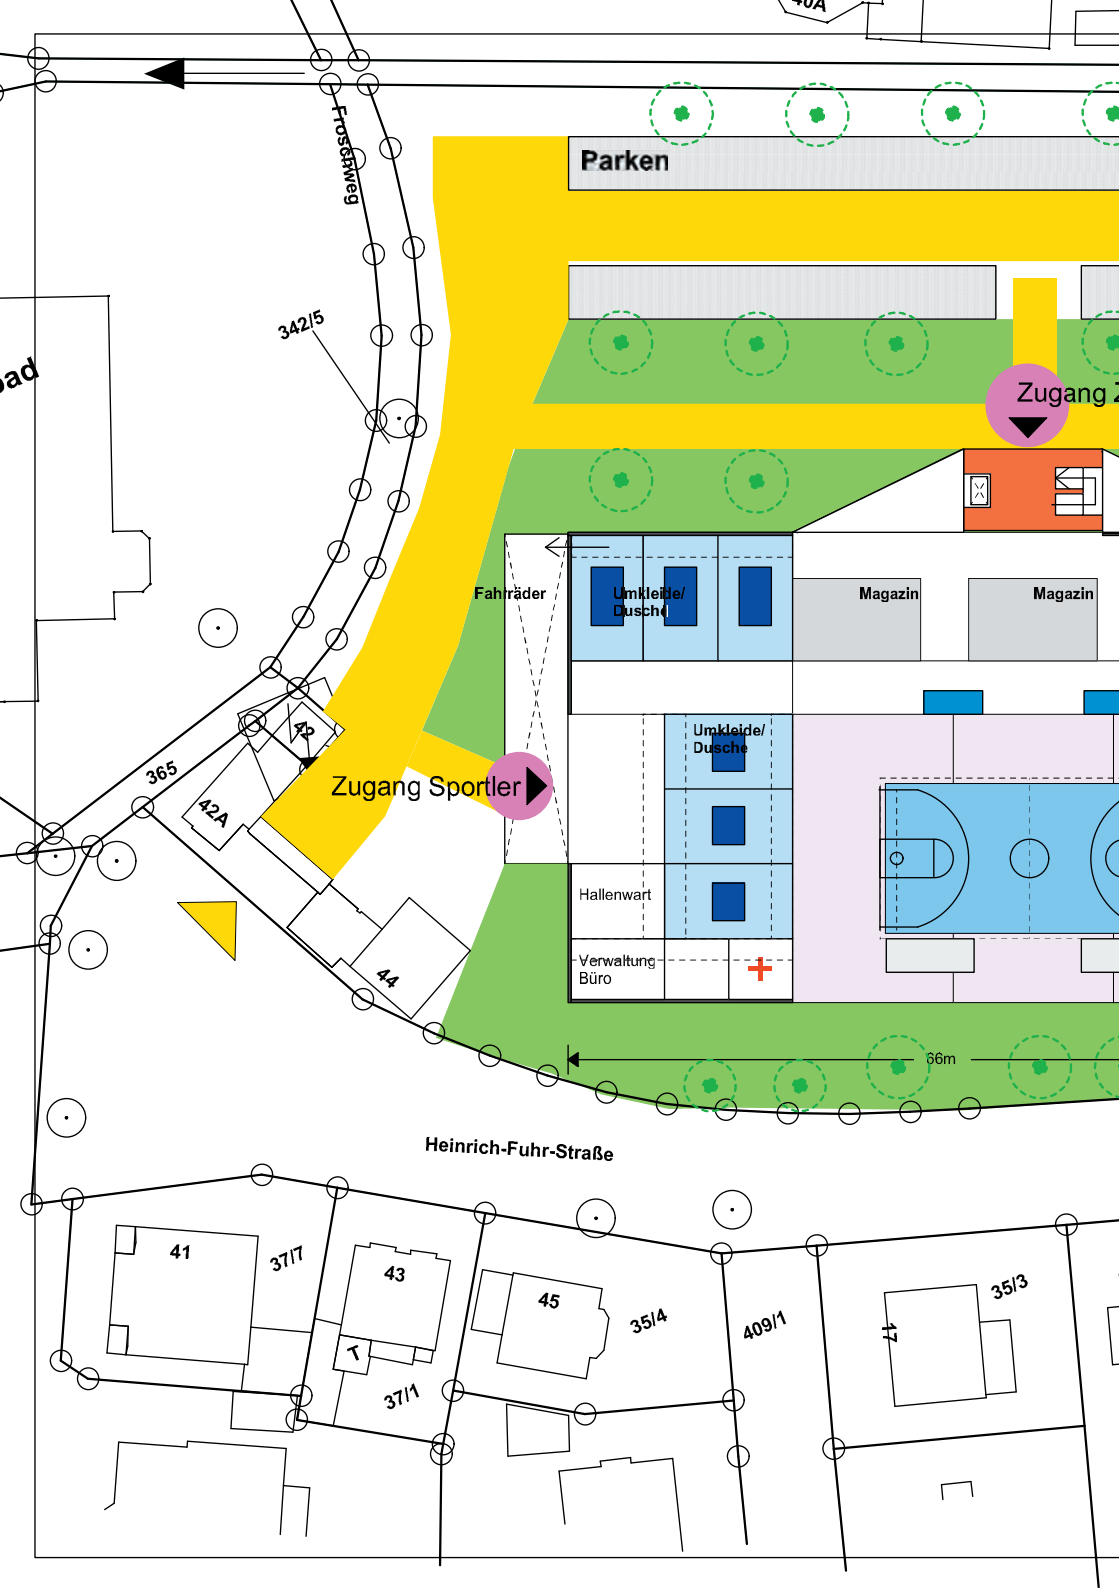 40A
Froschweg
Parken
342/5
Zugang Z
Fahrräder
Umkleide/
Dusche
Magazin
Magazin
42
Umkleide/
Dusche
365
Zugang Sportler
42A
Hallenwart
44
Verwaltung
Büro
66m
Heinrich-Fuhr-Straße
41
37/7
43
45
35/4
409/1
35/3
17
T
37/1